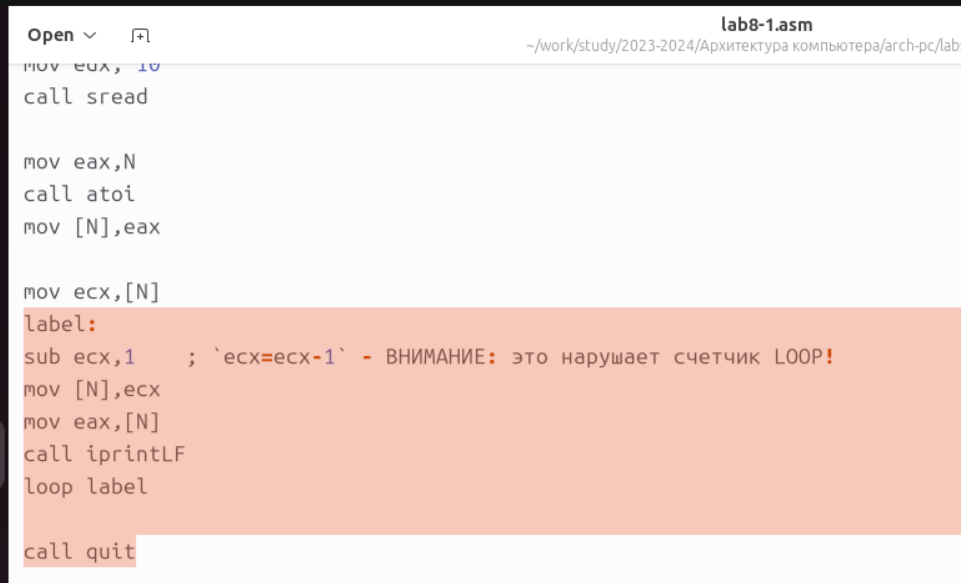 Open
lab8-1.asm
~/work/study/2023-2024/Архитектура компьютера/arch-pc/lab
mov edx, 10
call sread
mov eax,N
call atoi
mov [N],eax
mov ecx,[N]
label:
sub ecx,1    ; `ecx=ecx-1` - ВНИМАНИЕ: это нарушает счетчик LOOP!
mov [N],ecx
mov eax,[N]
call iprintLF
loop label
call quit